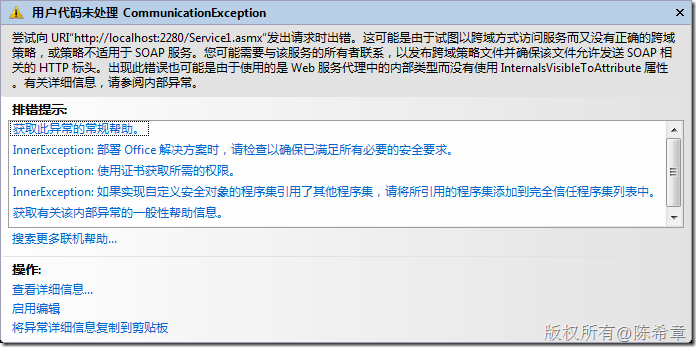 用户代码未处理 CommunicationException
尝试向 URI“http://localhost:2280/Service1.asmx”发出请求时出错。这可能是由于试图以跨域方式访问服务而又没有正确的跨域
策略，或策略不适用于 SOAP 服务。您可能需要与该服务的所有者联系，以发布跨域策略文件并确保该文件允许发送 SOAP 相
关的 HTTP 标头。出现此错误也可能是由于使用的是 Web 服务代理中的内部类型而没有使用 InternalsVisibleToAttribute 属性
。有关详细信息，请参阅内部异常。
排错提示:
获取此异常的常规帮助。
InnerException: 部署 Office 解决方案时，请检查以确保已满足所有必要的安全要求。
InnerException: 使用证书获取所需的权限。
InnerException: 如果实现自定义安全对象的程序集引用了其他程序集，请将所引用的程序集添加到完全信任程序集列表中。
获取有关该内部异常的一般性帮助信息。
搜索更多联机帮助...
操作:
查看详细信息...
启用编辑
将异常详细信息复制到剪贴板
版权所有@陈希章